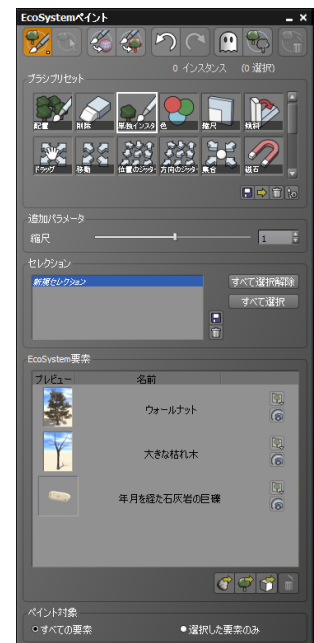 EcoSystemペイント
0 インスタンス (0 選択)
ブラシプリセット
配置 削除 単独インスタ 色 縮尺 傾斜
ドラッグ 移動 位置のジッター 方向のジッター 集合 磁石
追加パラメータ
縮尺 1
セレクション
新規セレクション
すべて選択解除
すべて選択
EcoSystem要素
プレビュー 名前
ウォールナット
大きな枯れ木
年月を経た石灰岩の巨礫
ペイント対象
すべての要素 選択した要素のみ